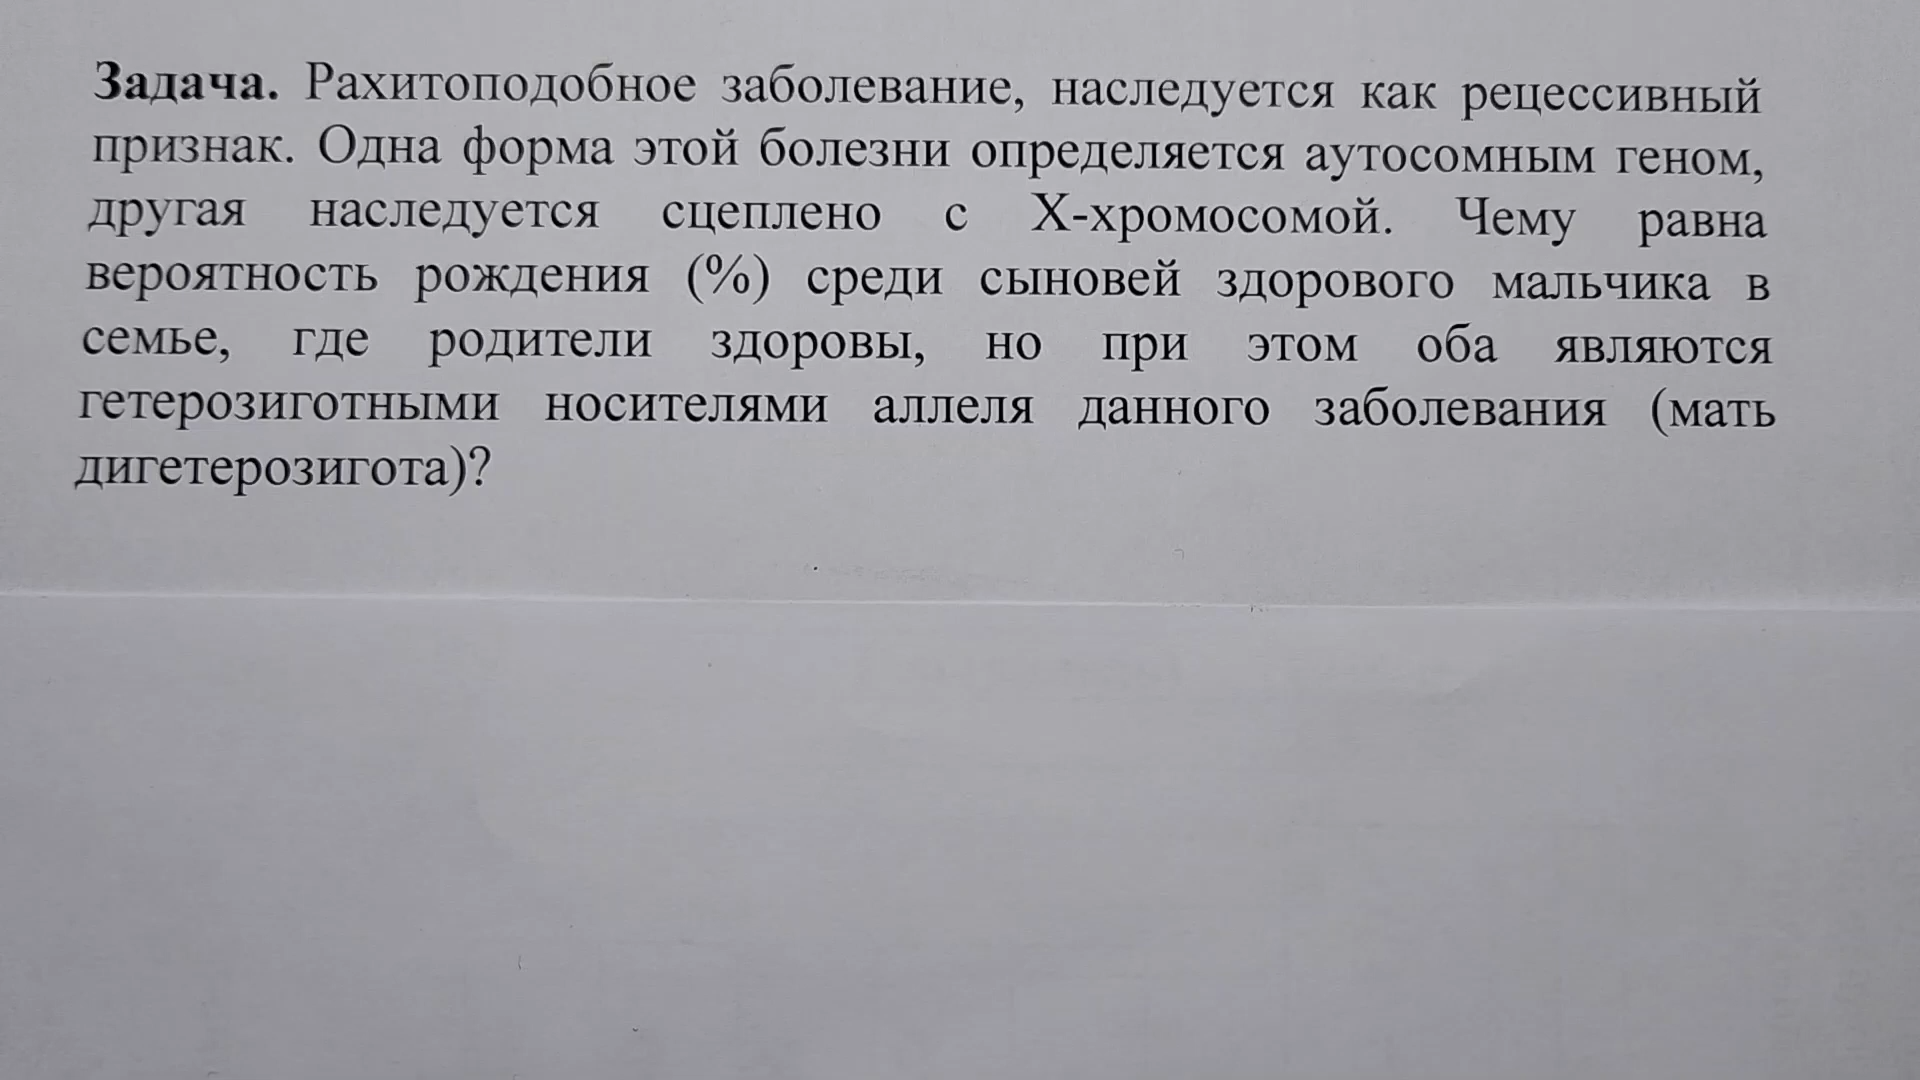 Задача. Рахитоподобное заболевание, наследуется как рецессивный
признак. Одна форма этой болезни определяется аутосомным геном,
другая наследуется сцеплено с Х-хромосомой. Чему равна
вероятность рождения (%) среди сыновей здорового мальчика в
семье, где родители здоровы, но при этом оба являются
гетерозиготными носителями аллеля данного заболевания (мать
дигетерозигота)?